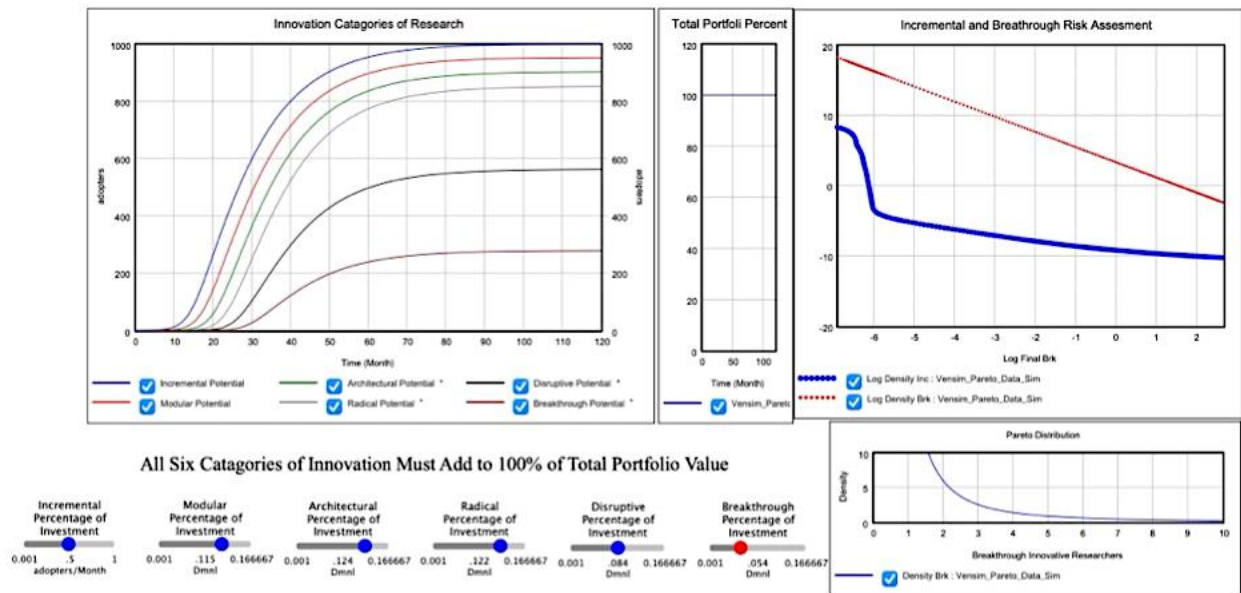 Innovation Catagories of Research
1000
800
600
400
200
0
adopters
1000
800
600
400
200
0
adopters
0 10 20 30 40 50 60 70 80 90 100 110 120
Time (Month)
Incremental Potential
Architectural Potential *
Disruptive Potential *
Modular Potential
Radical Potential *
Breakthrough Potential *
Total Portfoli Percent
120
100
80
60
40
20
0
0 50 100
Time (Month)
Vensim_Pareto
Incremental and Breathrough Risk Assesment
20
10
0
-10
-20
-6 -5 -4 -3 -2 -1 0 1 2
Log Final Brk
Log Density Inc : Vensim_Pareto_Data_Sim
Log Density Brk : Vensim_Pareto_Data_Sim
All Six Catagories of Innovation Must Add to 100% of Total Portfolio Value
Incremental
Percentage of
Investment
0.001 .5 1
adopters/Month
Modular
Percentage of
Investment
0.001 .115 0.166667
Dmnl
Architectural
Percentage of
Investment
0.001 .124 0.166667
Dmnl
Radical
Percentage of
Investment
0.001 .122 0.166667
Dmnl
Disruptive
Percentage of
Investment
0.001 .084 0.166667
Dmnl
Breakthrough
Percentage of
Investment
0.001 .054 0.166667
Dmnl
Pareto Distribution
10
5
0
Density
0 1 2 3 4 5 6 7 8 9 10
Breakthrough Innovative Researchers
Density Brk : Vensim_Pareto_Data_Sim